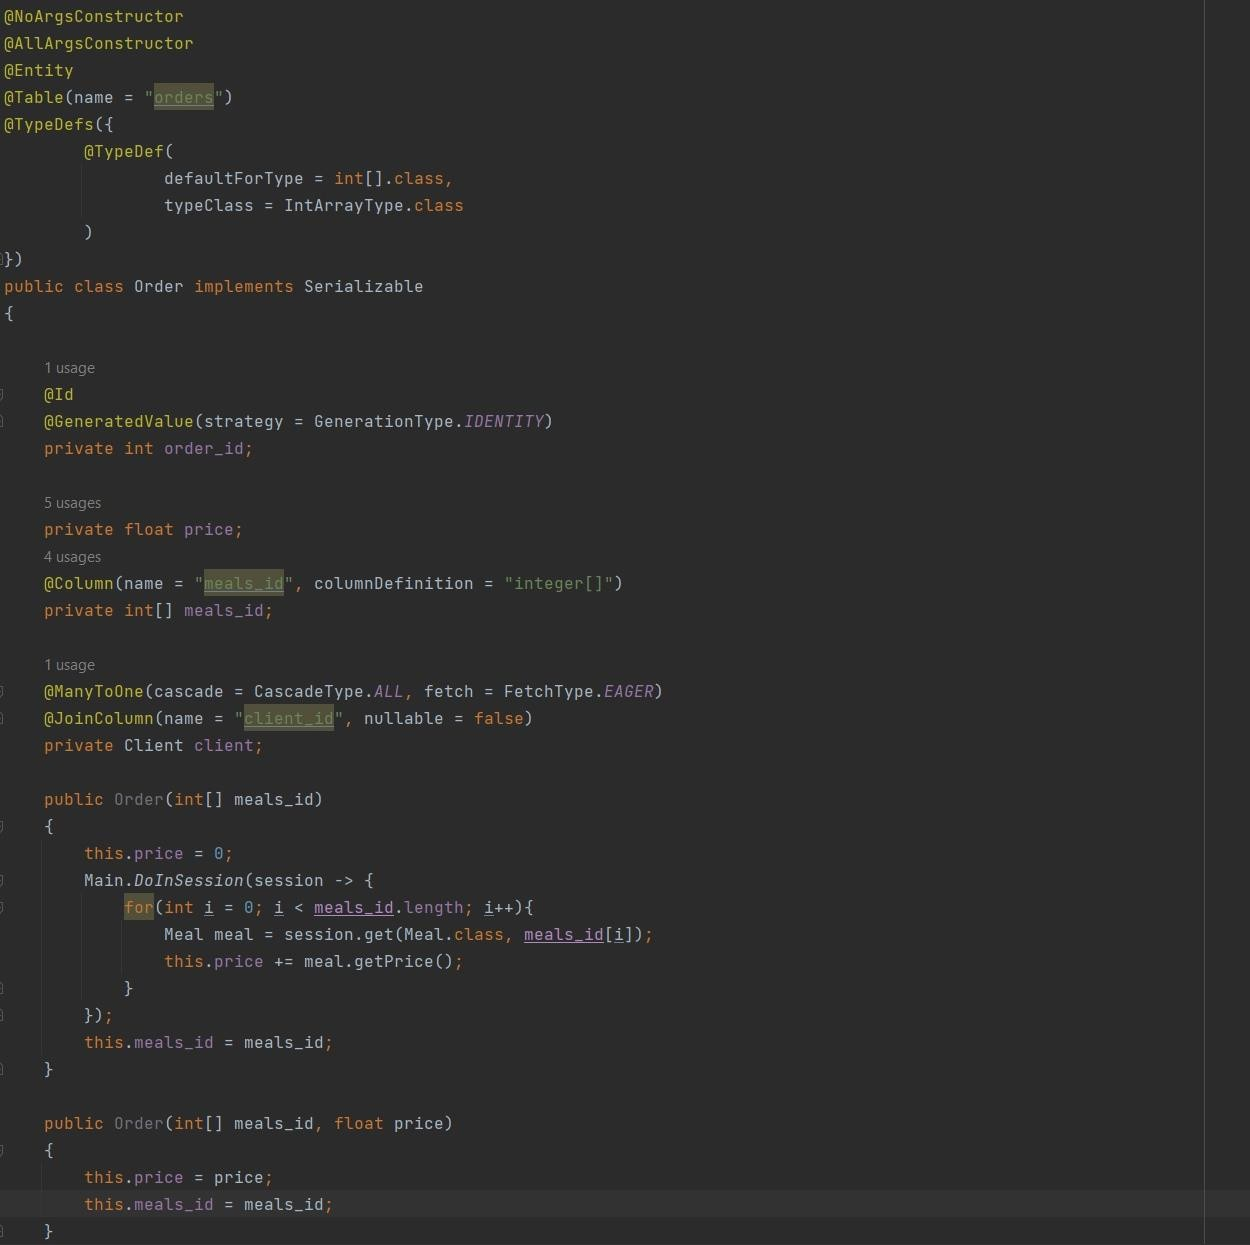 @NoArgsConstructor
@AllArgsConstructor
@Entity
@Table(name = "orders")
@TypeDefs({
        @TypeDef(
                defaultForType = int[].class,
                typeClass = IntArrayType.class
        )
})
public class Order implements Serializable
{
    1 usage
    @Id
    @GeneratedValue(strategy = GenerationType.IDENTITY)
    private int order_id;
    5 usages
    private float price;
    4 usages
    @Column(name = "meals_id", columnDefinition = "integer[]")
    private int[] meals_id;
    1 usage
    @ManyToOne(cascade = CascadeType.ALL, fetch = FetchType.EAGER)
    @JoinColumn(name = "client_id", nullable = false)
    private Client client;
    public Order(int[] meals_id)
    {
        this.price = 0;
        Main.DoInSession(session -> {
            for(int i = 0; i < meals_id.length; i++){
                Meal meal = session.get(Meal.class, meals_id[i]);
                this.price += meal.getPrice();
            }
        });
        this.meals_id = meals_id;
    }
    public Order(int[] meals_id, float price)
    {
        this.price = price;
        this.meals_id = meals_id;
    }